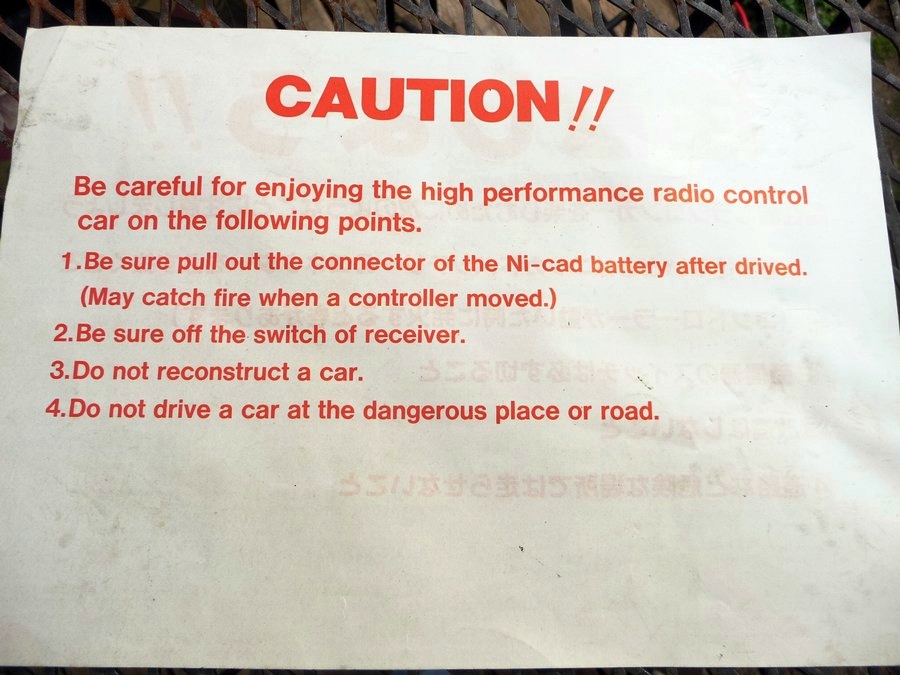 CAUTION!!
Be careful for enjoying the high performance radio control
car on the following points.
1.Be sure pull out the connector of the Ni-cad battery after drived.
(May catch fire when a controller moved.)
2.Be sure off the switch of receiver.
3.Do not reconstruct a car.
4.Do not drive a car at the dangerous place or road.